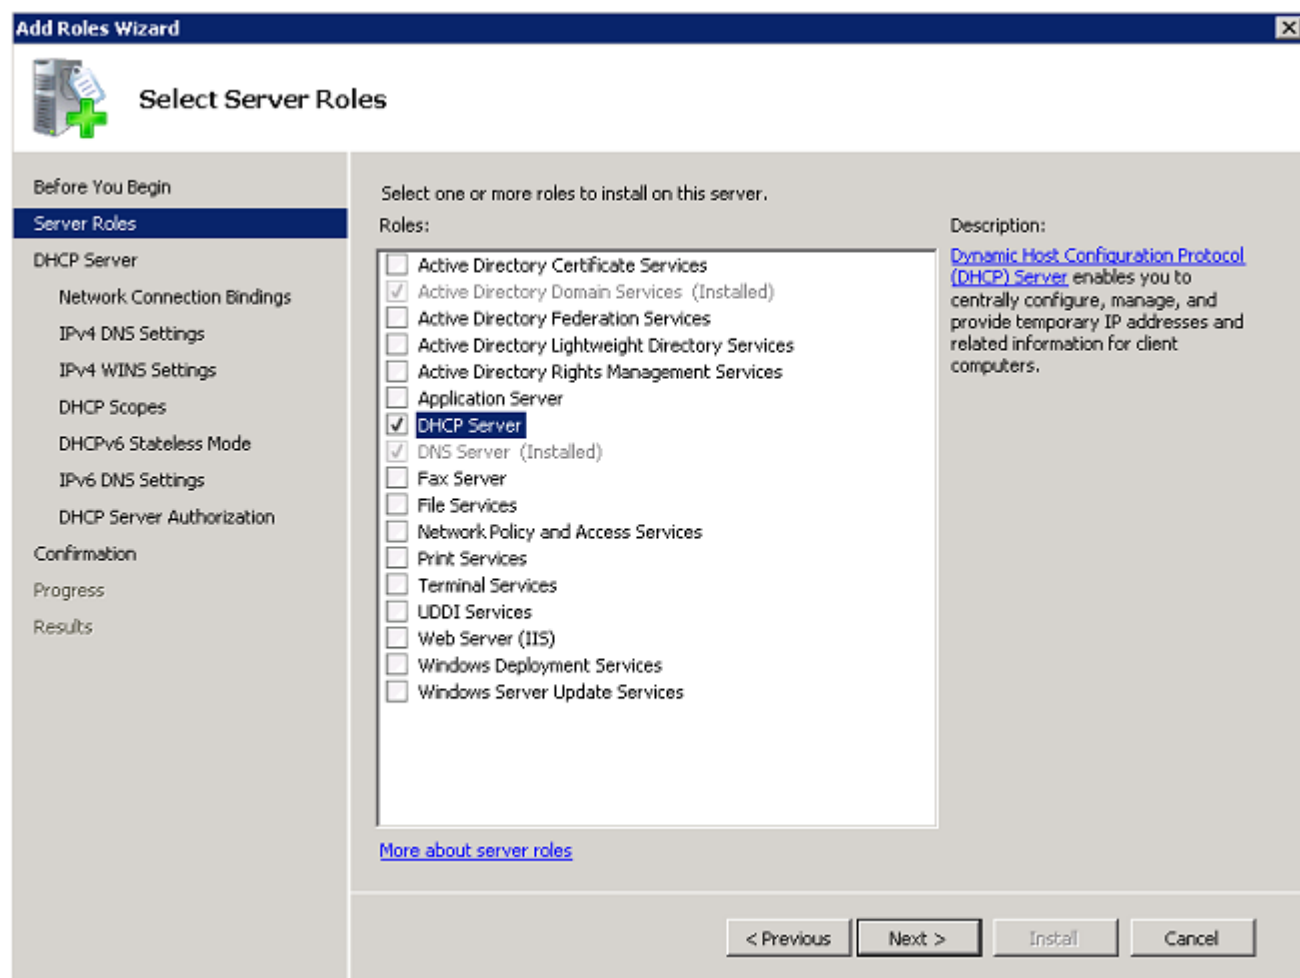 Add Roles Wizard
Select Server Roles
Before You Begin
Server Roles
DHCP Server
Network Connection Bindings
IPv4 DNS Settings
IPv4 WINS Settings
DHCP Scopes
DHCPv6 Stateless Mode
IPv6 DNS Settings
DHCP Server Authorization
Confirmation
Progress
Results
Select one or more roles to install on this server.
Roles:
Active Directory Certificate Services
Active Directory Domain Services (Installed)
Active Directory Federation Services
Active Directory Lightweight Directory Services
Active Directory Rights Management Services
Application Server
DHCP Server
DNS Server (Installed)
Fax Server
File Services
Network Policy and Access Services
Print Services
Terminal Services
UDDI Services
Web Server (IIS)
Windows Deployment Services
Windows Server Update Services
More about server roles
Description:
Dynamic Host Configuration Protocol
(DHCP) Server enables you to
centrally configure, manage, and
provide temporary IP addresses and
related information for client
computers.
< Previous
Next >
Install
Cancel